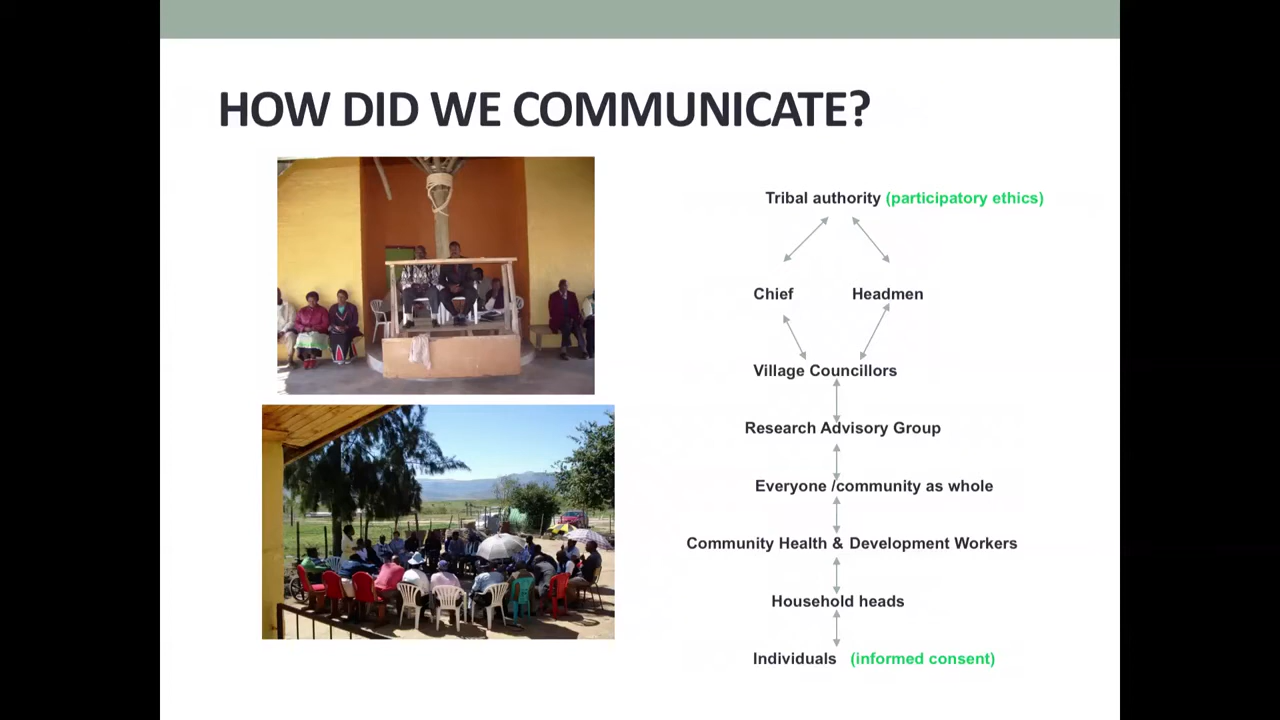 HOW DID WE COMMUNICATE?
Tribal authority (participatory ethics)
Chief
Headmen
Village Councillors
Research Advisory Group
Everyone /community as whole
Community Health & Development Workers
Household heads
Individuals (informed consent)